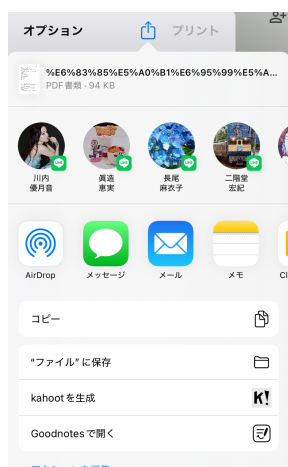 オプション
プリント
%E6%83%85%E5%A0%B1%E6%95%99%E5%A...
PDF書類・94 KB
川内
優月音
眞造
恵実
長尾
麻衣子
二階堂
宏紀
AirDrop
メッセージ
メール
メモ
コピー
“ファイル”に保存
kahootを生成
K!
Goodnotesで開く